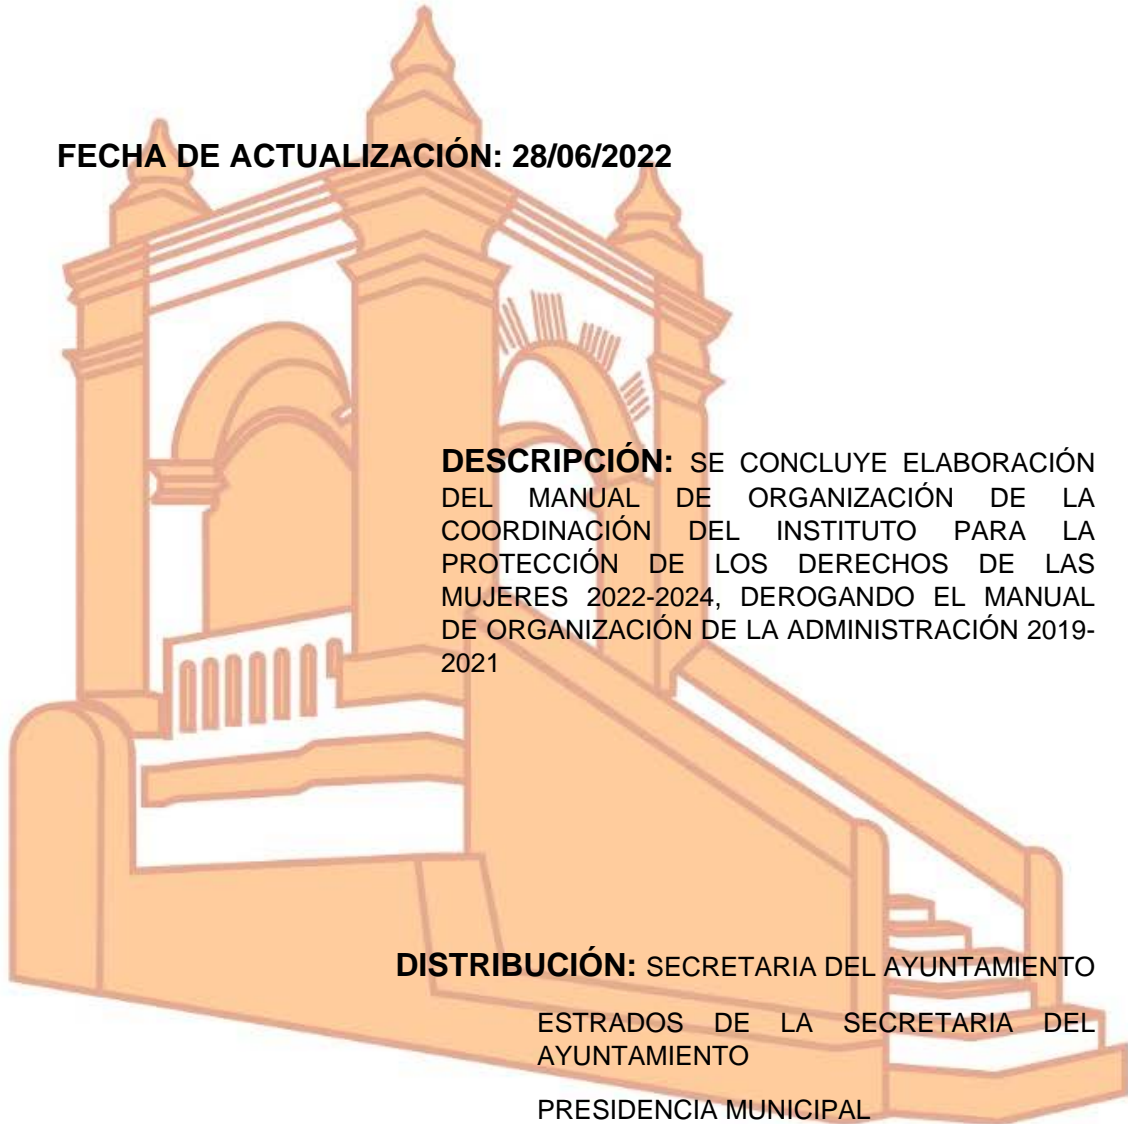 FECHA DE ACTUALIZACIÓN: 28/06/2022
DESCRIPCIÓN: SE CONCLUYE ELABORACIÓN
DEL MANUAL DE ORGANIZACIÓN DE LA
COORDINACIÓN DEL INSTITUTO PARA LA
PROTECCIÓN DE LOS DERECHOS DE LAS
MUJERES 2022-2024, DEROGANDO EL MANUAL
DE ORGANIZACIÓN DE LA ADMINISTRACIÓN 2019-
2021
DISTRIBUCIÓN: SECRETARIA DEL AYUNTAMIENTO
ESTRADOS DE LA SECRETARIA DEL
AYUNTAMIENTO
PRESIDENCIA MUNICIPAL